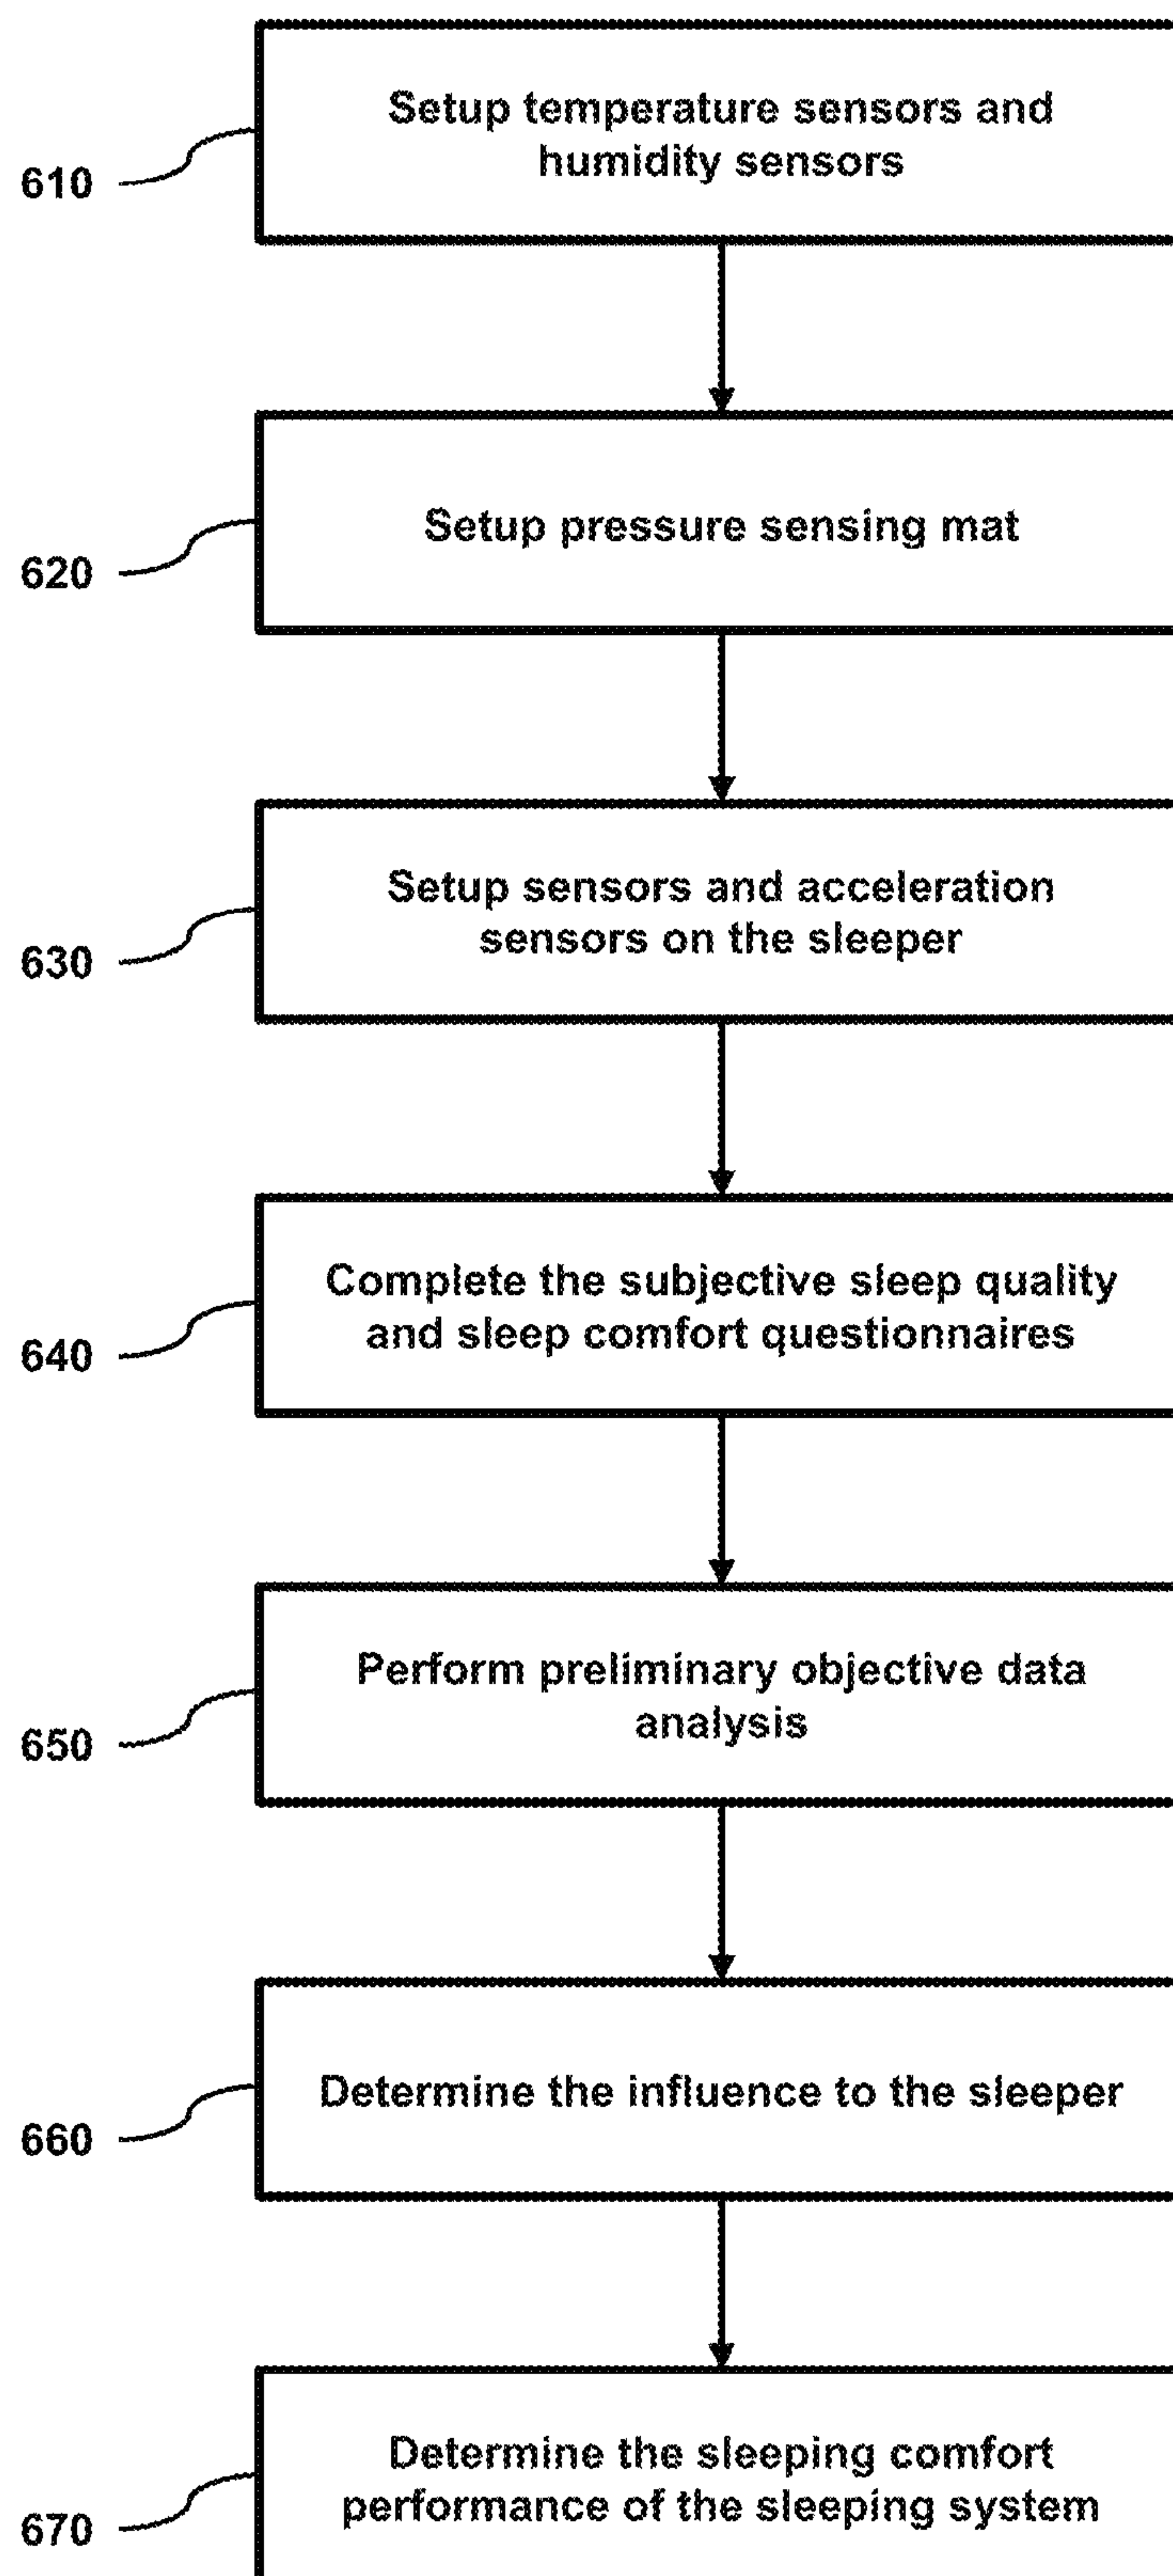 Setup temperature sensors and
humidity sensors
610
Setup pressure sensing mat
620
Setup sensors and acceleration
sensors on the sleeper
630
Complete the subjective sleep quality
and sleep comfort questionnaires
640
Perform preliminary objective data
analysis
650
Determine the influence to the sleeper
660
Determine the sleeping comfort
performance of the sleeping system
670